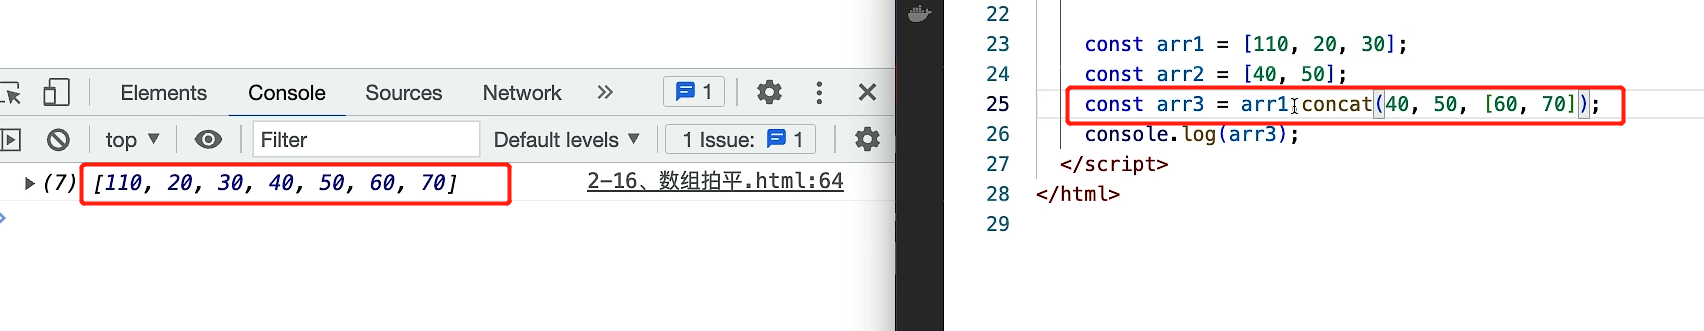 Elements Console Sources Network » 1
top Filter Default levels 1 Issue: 1
(7) [110, 20, 30, 40, 50, 60, 70] 2-16、数组拍平.html:64
22
23 const arr1 = [110, 20, 30];
24 const arr2 = [40, 50];
25 const arr3 = arr1.concat(40, 50, [60, 70]);
26 console.log(arr3);
27 </script>
28 </html>
29